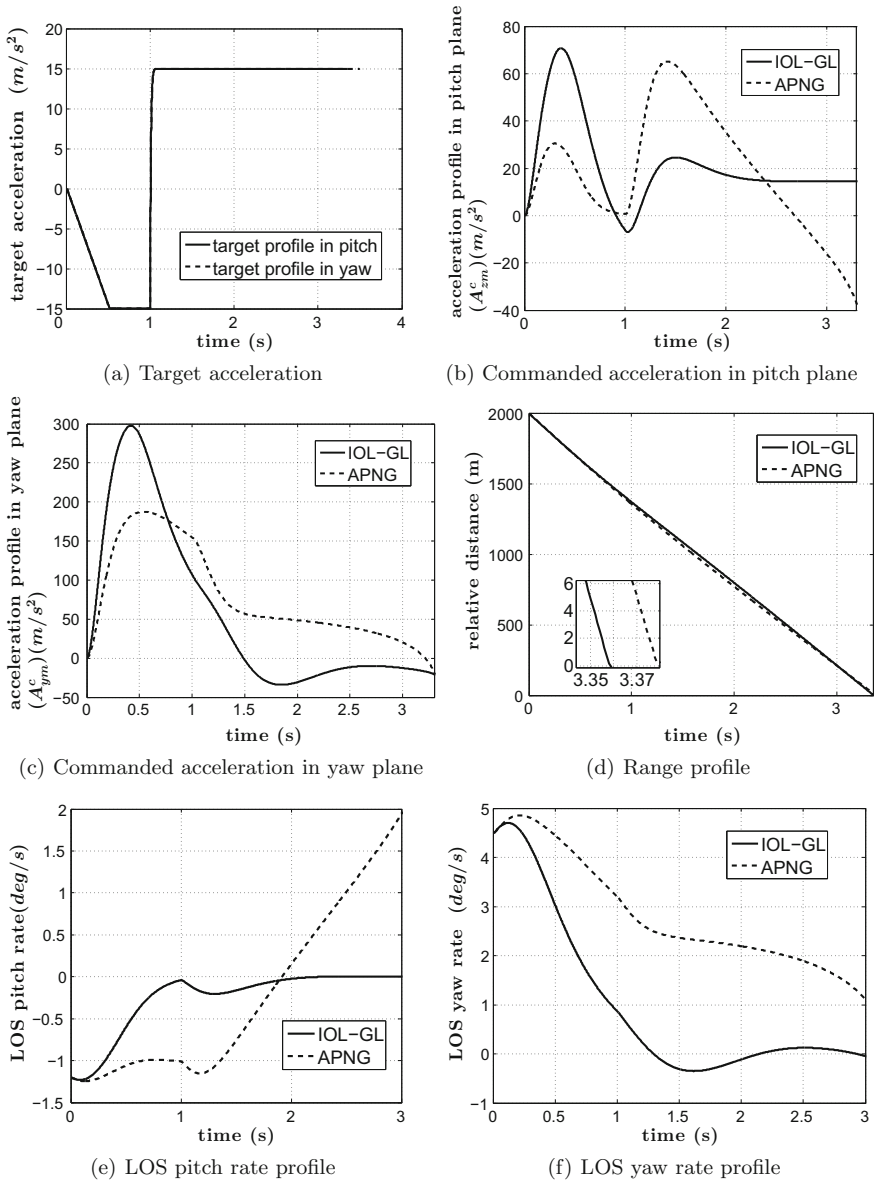 target acceleration (m/s²)
20
15
10
5
0
−5
−10
−15
target profile in pitch
target profile in yaw
0
1
2
3
4
time (s)
(a) Target acceleration
acceleration profile in pitch plane
(A^c_zm)(m/s²)
80
60
40
20
0
−20
−40
IOL−GL
APNG
0
1
2
3
time (s)
(b) Commanded acceleration in pitch plane
acceleration profile in yaw plane
(A^c_ym)(m/s²)
300
250
200
150
100
50
0
−50
IOL−GL
APNG
0
0.5
1
1.5
2
2.5
3
time (s)
(c) Commanded acceleration in yaw plane
relative distance (m)
2000
1500
1000
500
0
IOL−GL
APNG
6
4
2
0
3.35
3.37
1
2
3
time (s)
(d) Range profile
LOS pitch rate(deg/s)
2
1.5
1
0.5
0
−0.5
−1
−1.5
IOL−GL
APNG
0
1
2
3
time (s)
(e) LOS pitch rate profile
LOS yaw rate (deg/s)
5
4
3
2
1
0
−1
IOL−GL
APNG
0
0.5
1
1.5
2
2.5
3
time (s)
(f) LOS yaw rate profile